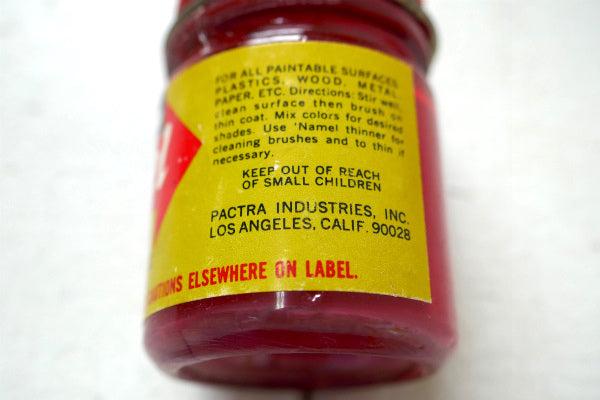 FOR ALL PAINTABLE SURFACES
PLASTICS, WOOD, METAL,
PAPER, ETC. Directions: Stir well,
clean surface then brush on
thin coat. Mix colors for desired
shades. Use 'Namel thinner for
cleaning brushes and to thin if
necessary.
KEEP OUT OF REACH
OF SMALL CHILDREN
PACTRA INDUSTRIES, INC.
LOS ANGELES, CALIF. 90028
CAUTIONS ELSEWHERE ON LABEL.